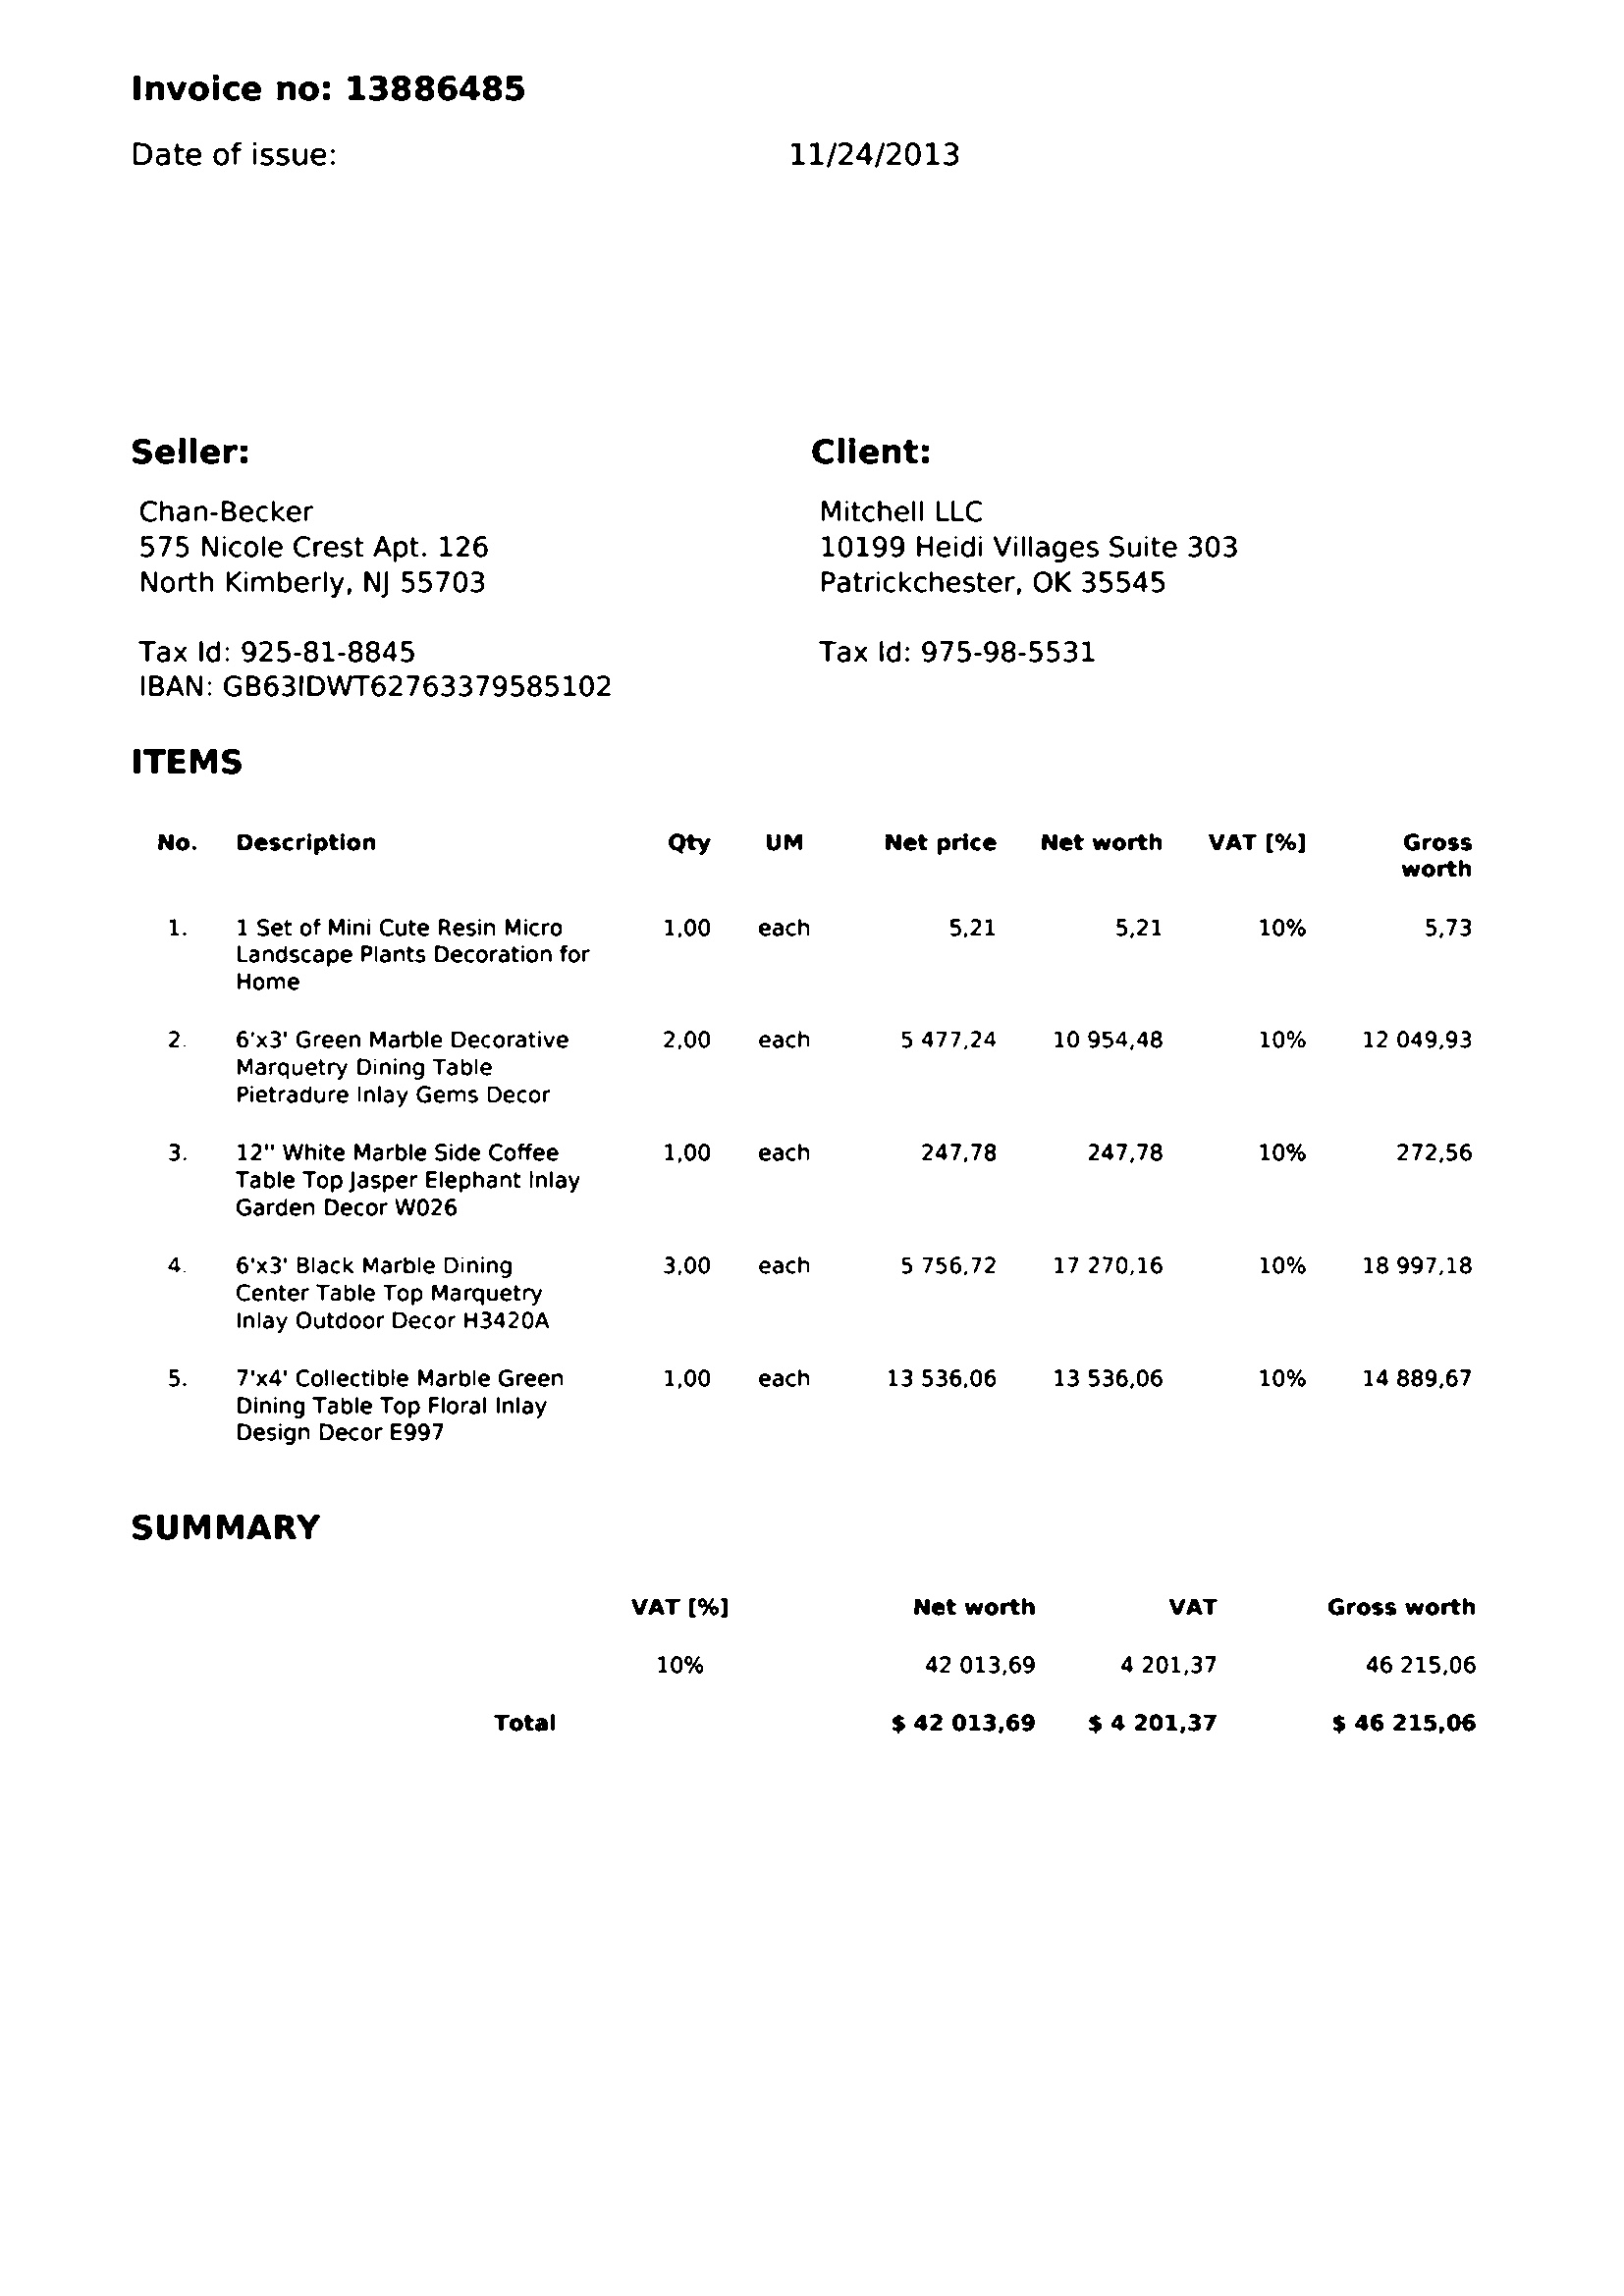 Invoice no: 13886485
Date of issue: 11/24/2013
Seller: Client:
Chan-Becker Mitchell LLC
575 Nicole Crest Apt. 126 10199 Heidi Villages Suite 303
North Kimberly, NJ 55703 Patrickchester, OK 35545
Tax Id: 925-81-8845 Tax Id: 975-98-5531
IBAN: GB63IDWT62763379585102
ITEMS
No. Description Qty UM Net price Net worth VAT [%] Gross
worth
1. 1 Set of Mini Cute Resin Micro 1,00 each 5,21 5,21 10% 5,73
Landscape Plants Decoration for
Home
2. 6'x3' Green Marble Decorative 2,00 each 5 477,24 10 954,48 10% 12 049,93
Marquetry Dining Table
Pietradure Inlay Gems Decor
3. 12" White Marble Side Coffee 1,00 each 247,78 247,78 10% 272,56
Table Top Jasper Elephant Inlay
Garden Decor W026
4. 6'x3' Black Marble Dining 3,00 each 5 756,72 17 270,16 10% 18 997,18
Center Table Top Marquetry
Inlay Outdoor Decor H3420A
5. 7'x4' Collectible Marble Green 1,00 each 13 536,06 13 536,06 10% 14 889,67
Dining Table Top Floral Inlay
Design Decor E997
SUMMARY
VAT [%] Net worth VAT Gross worth
10% 42 013,69 4 201,37 46 215,06
Total $ 42 013,69 $ 4 201,37 $ 46 215,06